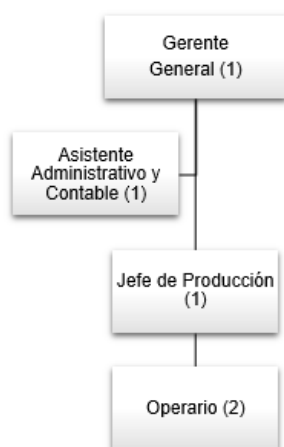 Gerente
General (1)
Asistente
Administrativo y
Contable (1)
Jefe de Producción
(1)
Operario (2)